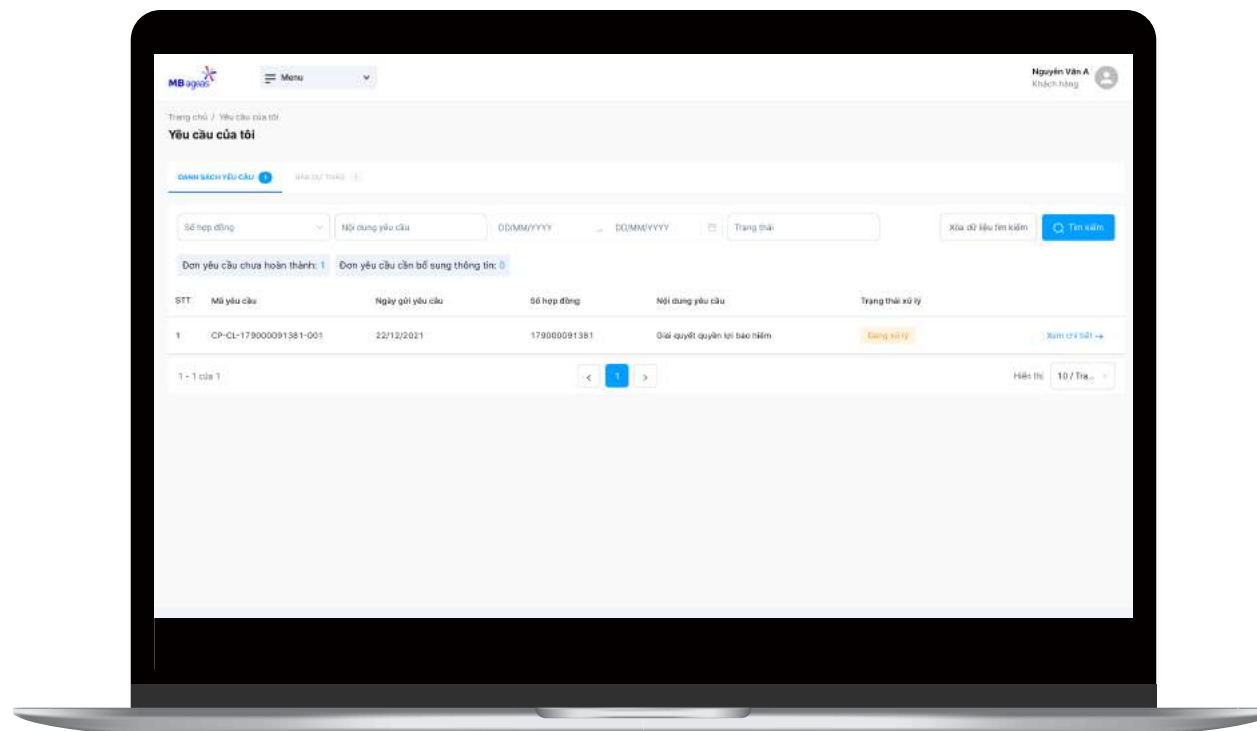 MB ageas
Menu
Nguyễn Văn A
Khách hàng
Trang chủ / Yêu cầu của tôi
Yêu cầu của tôi
DANH SÁCH YÊU CẦU 1
BẢN DỰ THẢO
Số hợp đồng
Nội dung yêu cầu
DD/MM/YYYY
DD/MM/YYYY
Trạng thái
Xóa dữ liệu tìm kiếm
Tìm kiếm
Đơn yêu cầu chưa hoàn thành: 1
Đơn yêu cầu cần bổ sung thông tin: 0
STT Mã yêu cầu Ngày gửi yêu cầu Số hợp đồng Nội dung yêu cầu Trạng thái xử lý
1 CP-CL-179000091381-001 22/12/2021 179000091381 Giải quyết quyền lợi bảo hiểm Đang xử lý Xem chi tiết →
1 - 1 của 1
< 1 >
Hiển thị 10 / Tra...